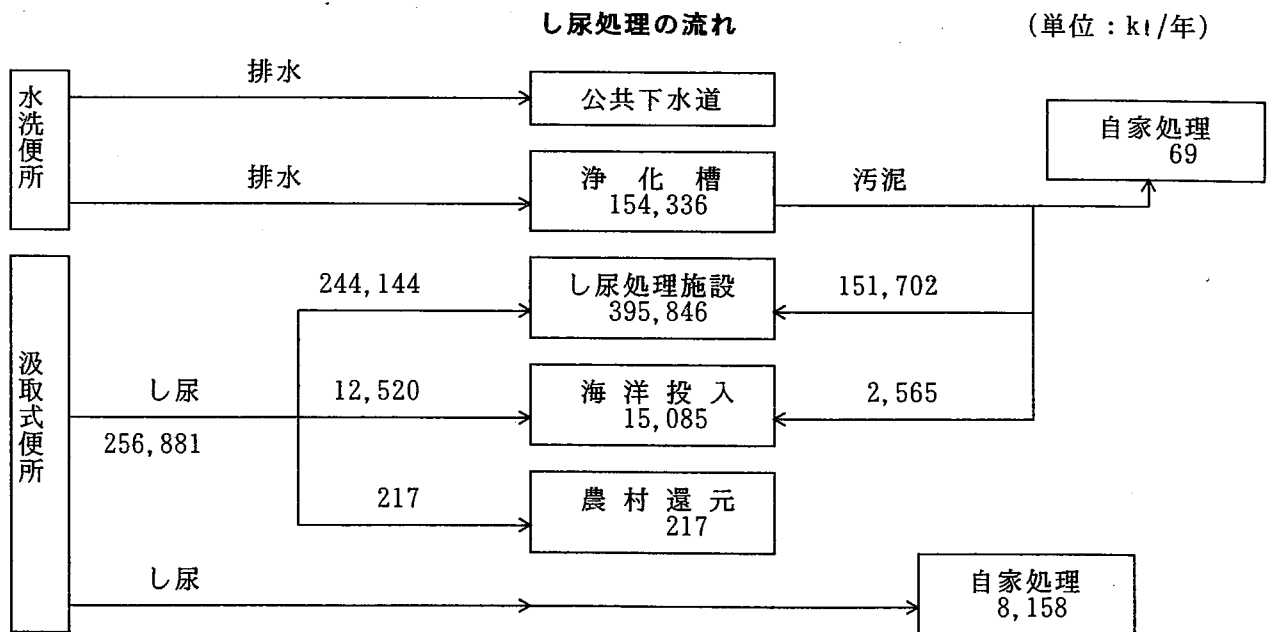 し尿処理の流れ
(単位：kℓ/年)
水洗便所
排水
公共下水道
自家処理
69
排水
浄化槽
154,336
汚泥
汲取式便所
244,144
し尿処理施設
395,846
151,702
し尿
256,881
12,520
海洋投入
15,085
2,565
217
農村還元
217
し尿
自家処理
8,158